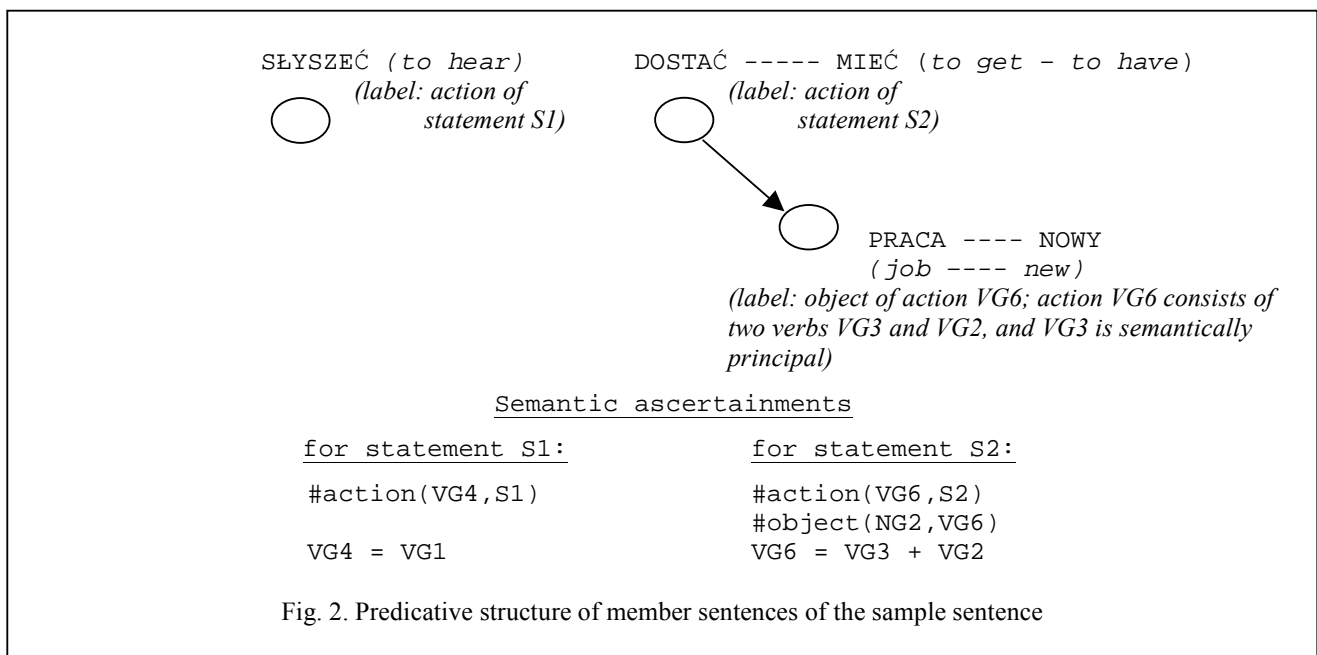 SŁYSZEĆ (to hear)
(label: action of
statement S1)
DOSTAĆ ----- MIEĆ (to get – to have)
(label: action of
statement S2)
PRACA ---- NOWY
(job ---- new)
(label: object of action VG6; action VG6 consists of
two verbs VG3 and VG2, and VG3 is semantically
principal)
Semantic ascertainments
for statement S1:
#action(VG4,S1)
VG4 = VG1
for statement S2:
#action(VG6,S2)
#object(NG2,VG6)
VG6 = VG3 + VG2
Fig. 2. Predicative structure of member sentences of the sample sentence